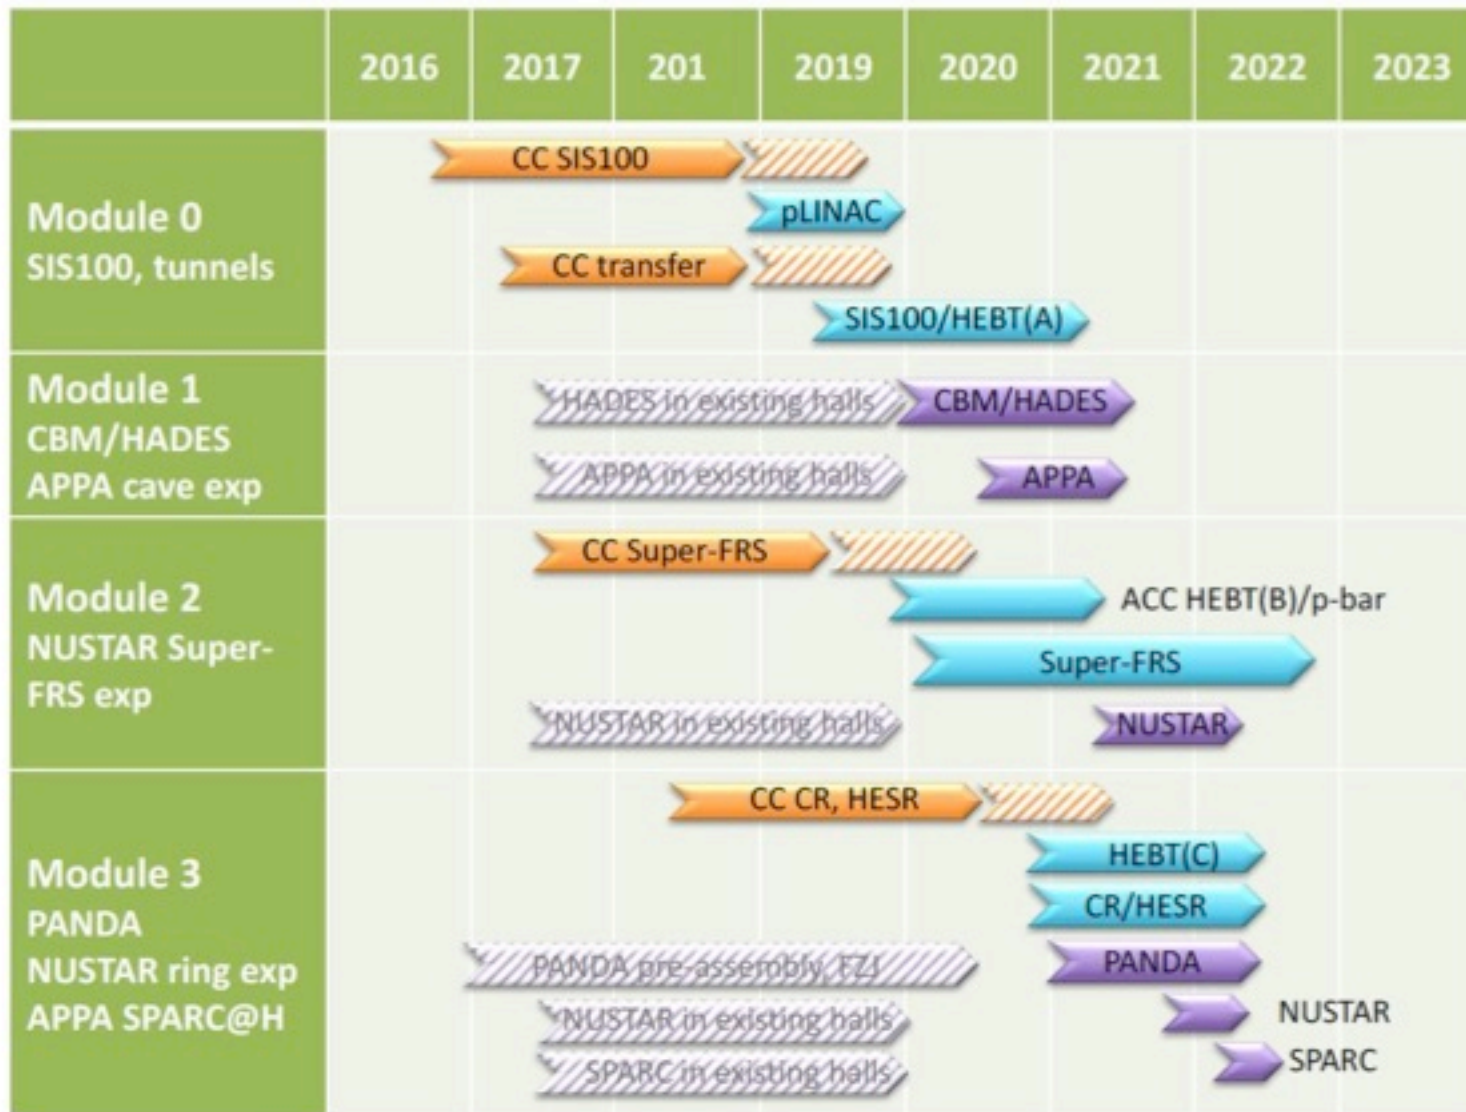 2016 2017 201 2019 2020 2021 2022 2023
Module 0
SIS100, tunnels
CC SIS100
pLINAC
CC transfer
SIS100/HEBT(A)
Module 1
CBM/HADES
APPA cave exp
HADES in existing halls
CBM/HADES
APPA in existing halls
APPA
Module 2
NUSTAR Super-
FRS exp
CC Super-FRS
ACC HEBT(B)/p-bar
Super-FRS
NUSTAR in existing halls
NUSTAR
Module 3
PANDA
NUSTAR ring exp
APPA SPARC@H
CC CR, HESR
HEBT(C)
CR/HESR
PANDA pre-assembly, FZJ
PANDA
NUSTAR in existing halls
NUSTAR
SPARC in existing halls
SPARC